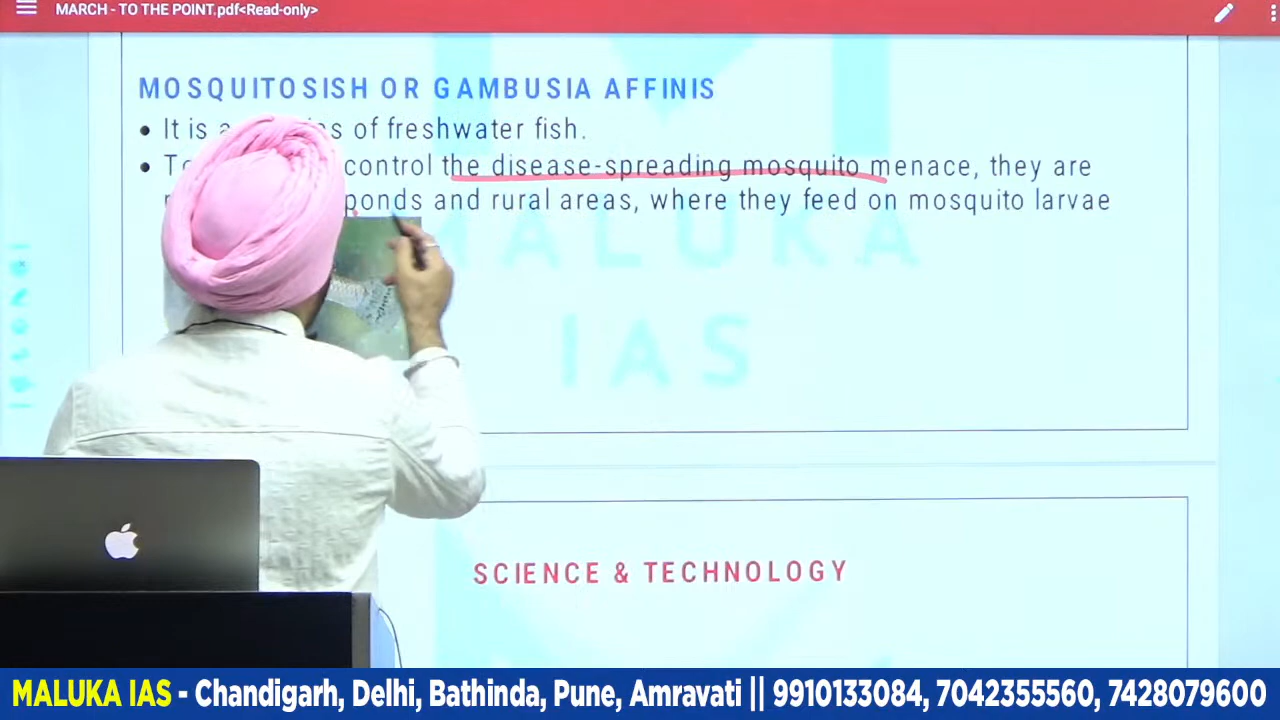 MARCH - TO THE POINT.pdf<Read-only>
MOSQUITOSISH OR GAMBUSIA AFFINIS
• It is of freshwater fish.
• control the disease-spreading mosquito menace, they are
ponds and rural areas, where they feed on mosquito larvae
MALUKA
IAS
SCIENCE & TECHNOLOGY
MALUKA IAS - Chandigarh, Delhi, Bathinda, Pune, Amravati || 9910133084, 7042355560, 7428079600